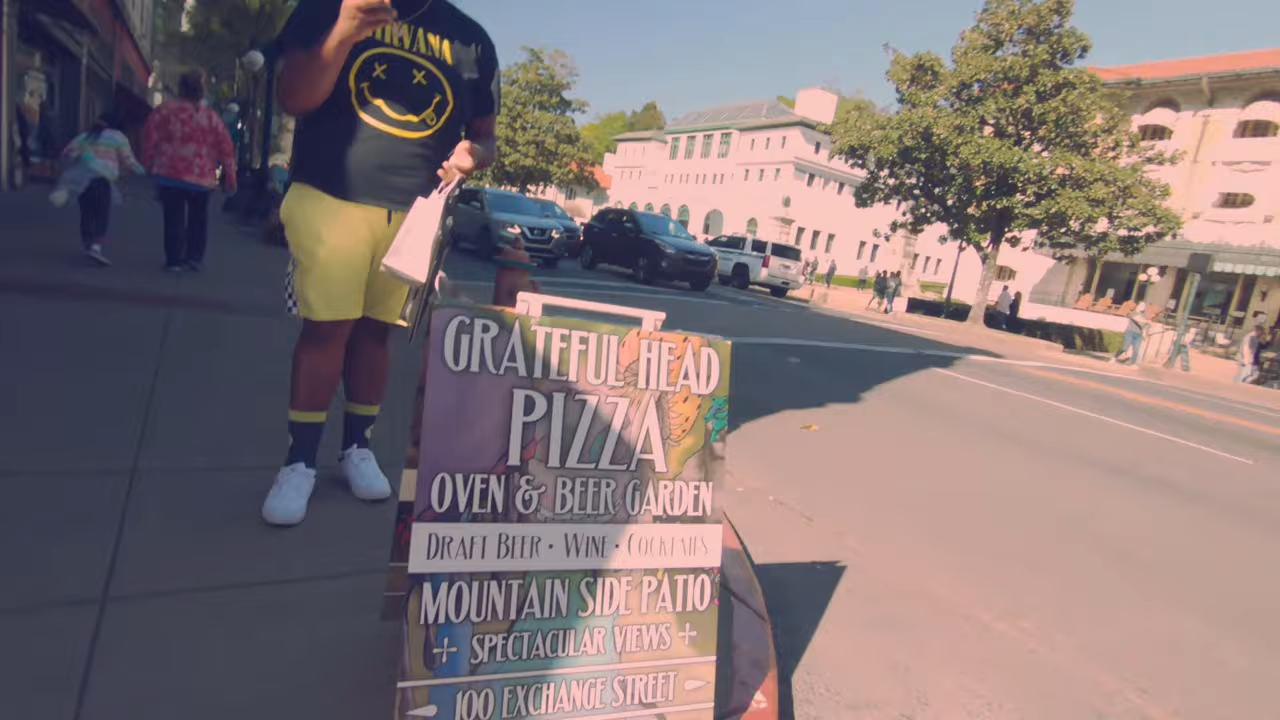 NIRVANA
GRATEFUL HEAD
PIZZA
OVEN & BEER GARDEN
DRAFT BEER • WINE • COCKTAILS
MOUNTAIN SIDE PATIO
SPECTACULAR VIEWS
100 EXCHANGE STREET